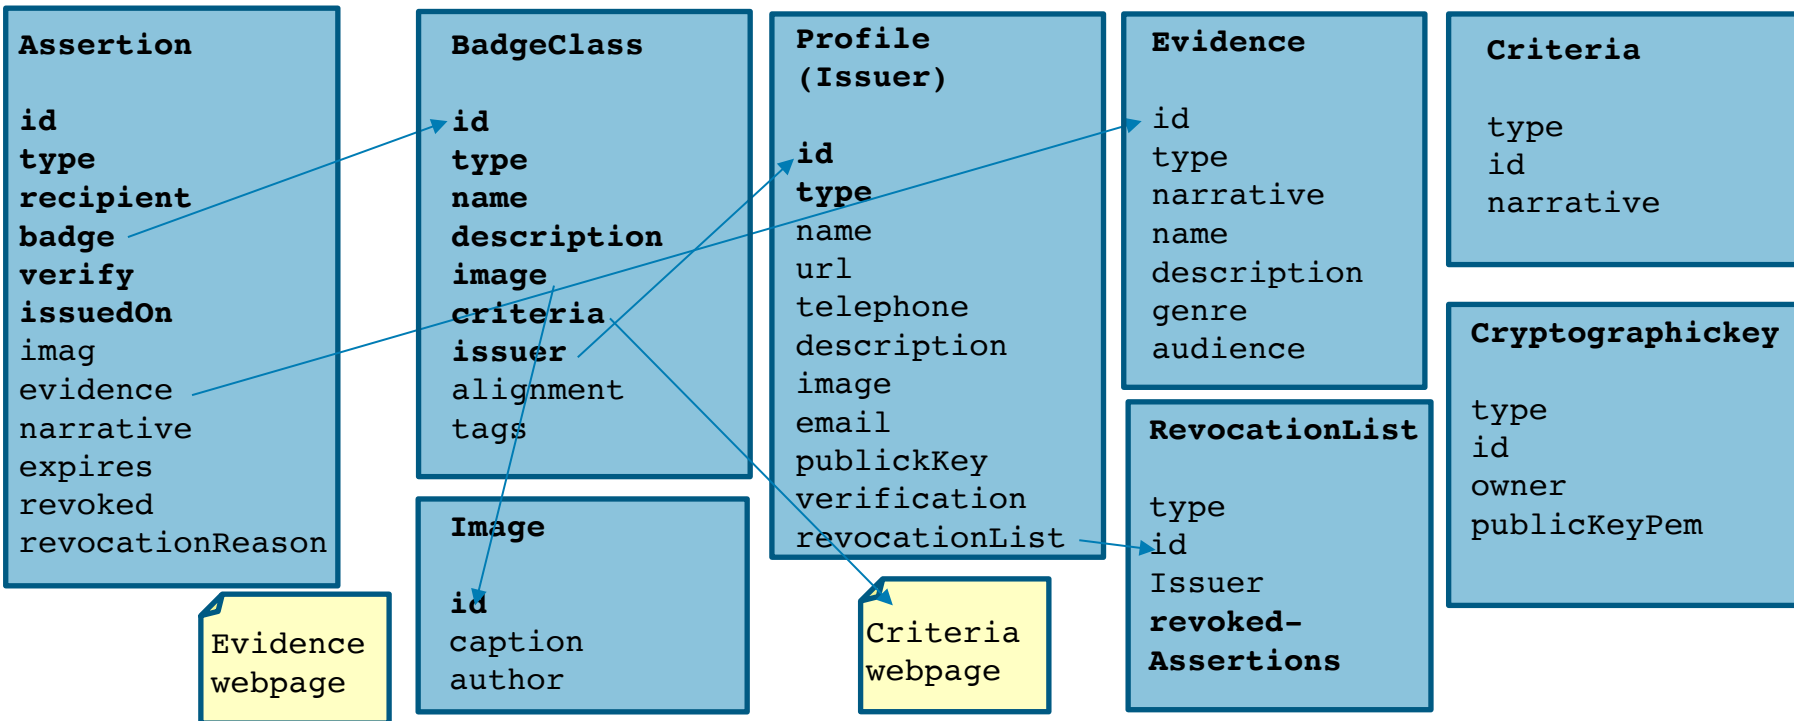 Assertion
id
type
recipient
badge
verify
issuedOn
imag
evidence
narrative
expires
revoked
revocationReason
Evidence
webpage
BadgeClass
id
type
name
description
image
criteria
issuer
alignment
tags
Image
id
caption
author
Profile
(Issuer)
id
type
name
url
telephone
description
image
email
publickKey
verification
revocationList
Criteria
webpage
Evidence
id
type
narrative
name
description
genre
audience
RevocationList
type
id
Issuer
revoked-
Assertions
Criteria
type
id
narrative
Cryptographickey
type
id
owner
publicKeyPem